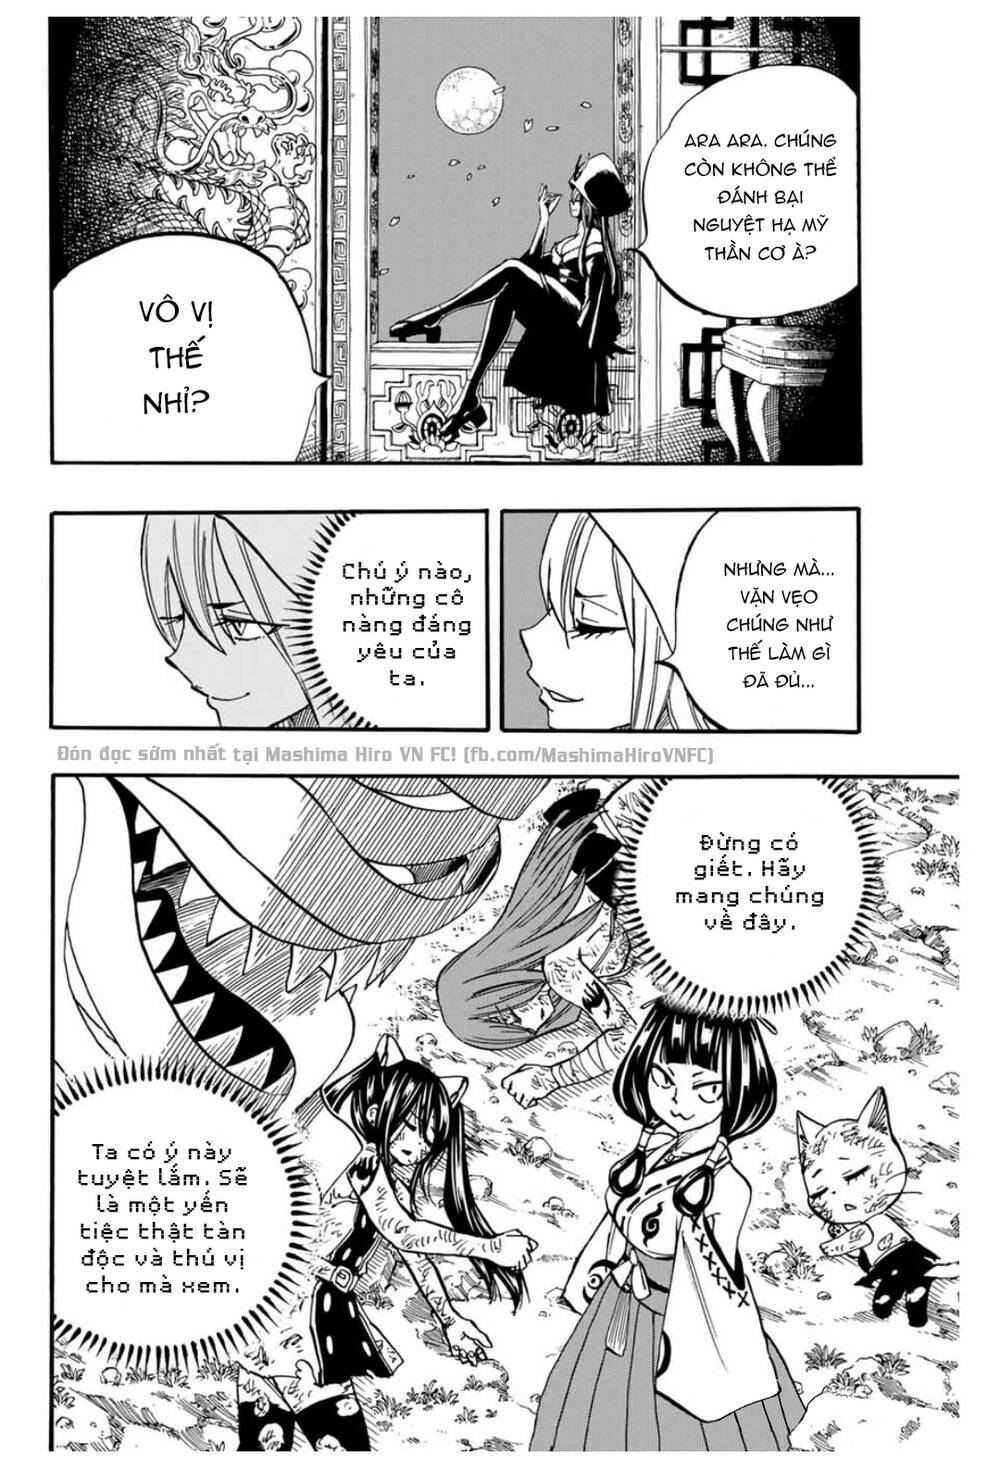 ARA ARA. CHÚNG
CÒN KHÔNG THỂ
ĐÁNH BẠI
NGUYỆT HẠ MỸ
THẦN CƠ À?
VÔ VỊ
THẾ
NHỈ?
NHƯNG MÀ...
VẶN VẸO
CHÚNG NHƯ
THẾ LÀM GÌ
ĐÃ ĐỦ...
Chú ý nào,
những cô
nàng đáng
yêu của
ta.
Đón đọc sớm nhất tại Mashima Hiro VN FC! (fb.com/MashimaHiroVNFC)
Đừng có
giết. Hãy
mang chúng
về đây.
Ta có ý này
tuyệt lắm. Sẽ
là một yến
tiệc thật tàn
độc và thú vị
cho mà xem.